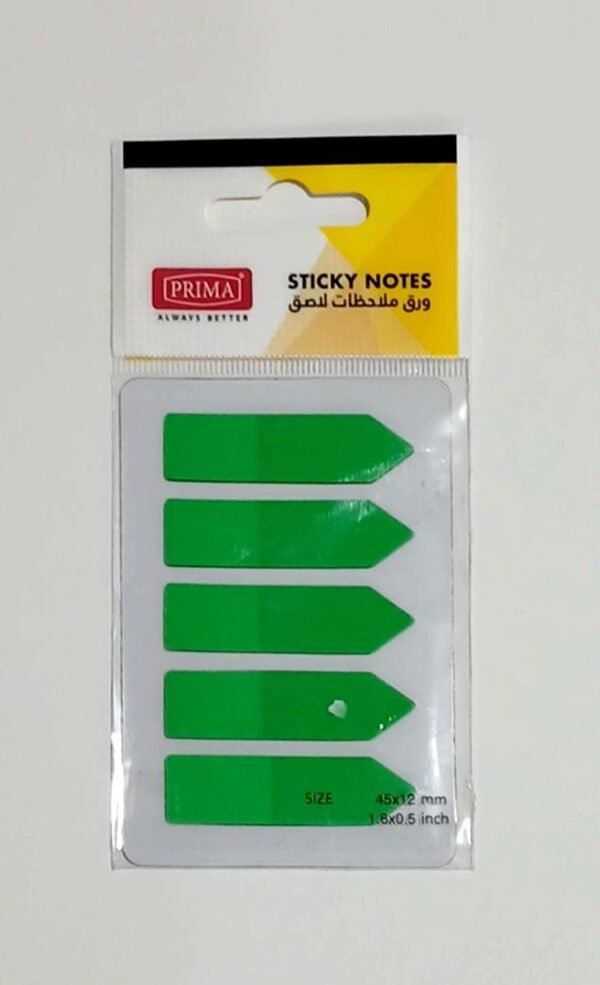 PRIMA®
ALWAYS BETTER
STICKY NOTES
ورق ملاحظات لاصق
SIZE 45x12 mm
1.8x0.5 inch